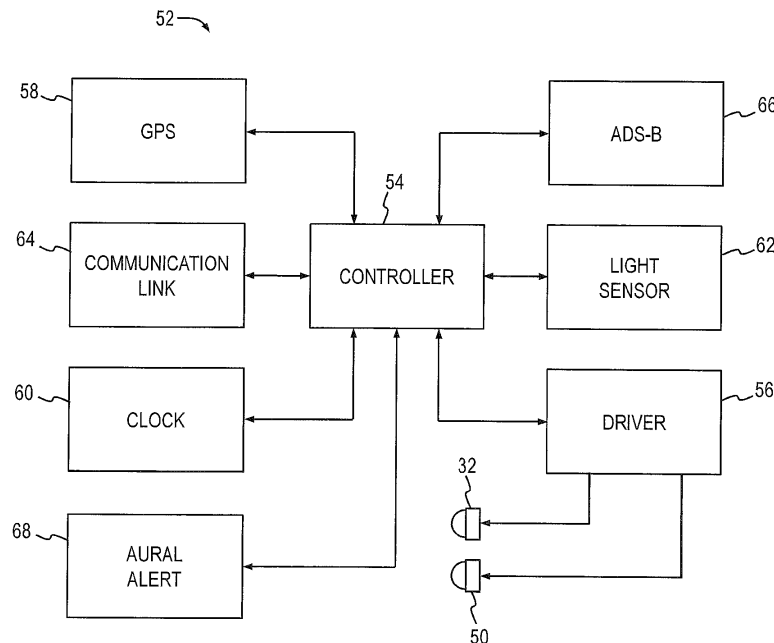 52
58
GPS
66
ADS-B
54
CONTROLLER
64
COMMUNICATION
LINK
62
LIGHT
SENSOR
60
CLOCK
56
DRIVER
32
68
AURAL
ALERT
50